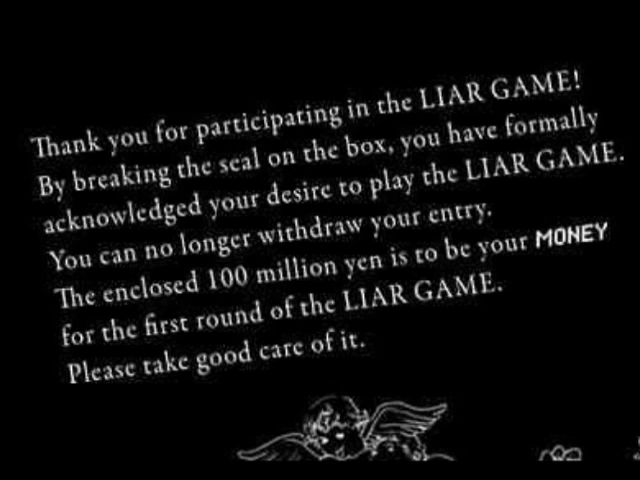 Thank you for participating in the LIAR GAME!
By breaking the seal on the box, you have formally
acknowledged your desire to play the LIAR GAME.
You can no longer withdraw your entry.
The enclosed 100 million yen is to be your MONEY
for the first round of the LIAR GAME.
Please take good care of it.